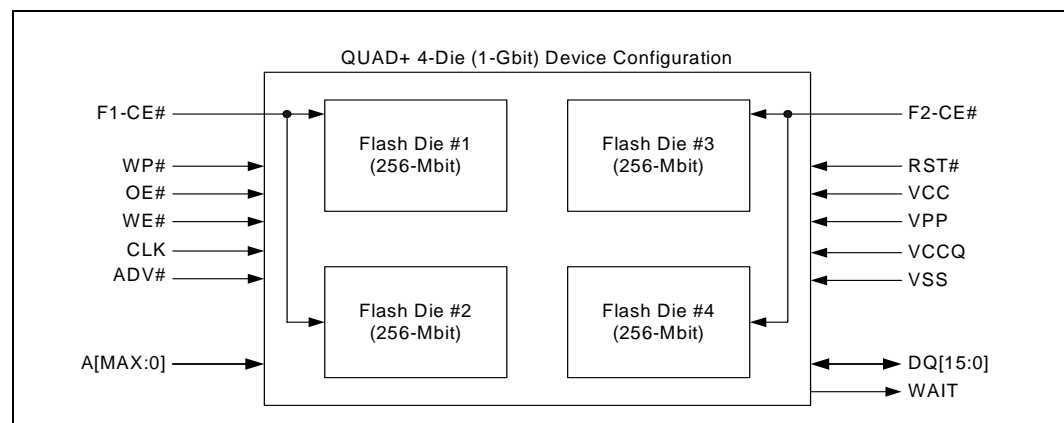 QUAD+ 4-Die (1-Gbit) Device Configuration
F1-CE#
WP#
OE#
WE#
CLK
ADV#
A[MAX:0]
Flash Die #1
(256-Mbit)
Flash Die #2
(256-Mbit)
Flash Die #3
(256-Mbit)
Flash Die #4
(256-Mbit)
F2-CE#
RST#
VCC
VPP
VCCQ
VSS
DQ[15:0]
WAIT